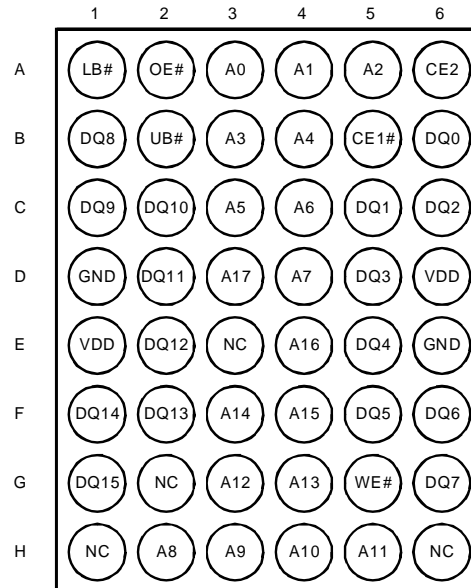 1 2 3 4 5 6
A LB# OE# A0 A1 A2 CE2
B DQ8 UB# A3 A4 CE1# DQ0
C DQ9 DQ10 A5 A6 DQ1 DQ2
D GND DQ11 A17 A7 DQ3 VDD
E VDD DQ12 NC A16 DQ4 GND
F DQ14 DQ13 A14 A15 DQ5 DQ6
G DQ15 NC A12 A13 WE# DQ7
H NC A8 A9 A10 A11 NC